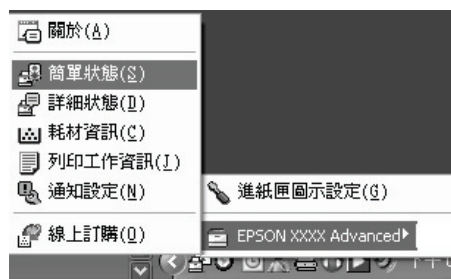 關於(A)
簡單狀態(S)
詳細狀態(D)
耗材資訊(C)
列印工作資訊(J)
通知設定(N)
線上訂購(O)
進紙匣圖示設定(G)
EPSON XXXX Advanced